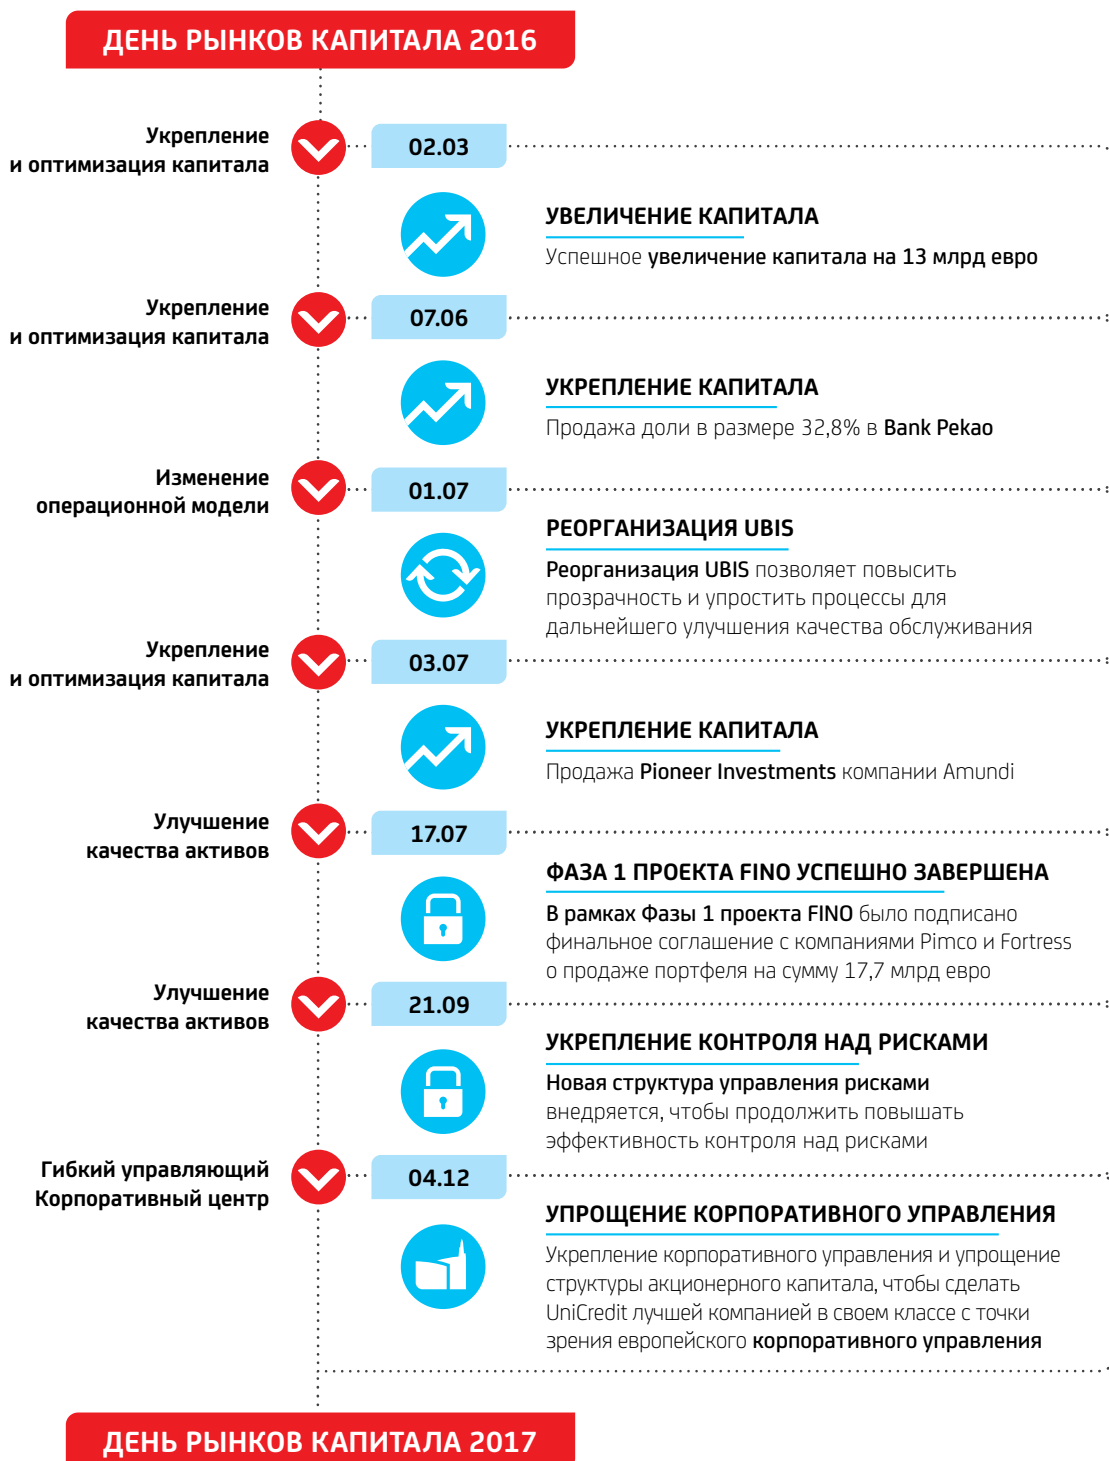 ДЕНЬ РЫНКОВ КАПИТАЛА 2016
Укрепление
и оптимизация капитала
02.03
УВЕЛИЧЕНИЕ КАПИТАЛА
Успешное увеличение капитала на 13 млрд евро
Укрепление
и оптимизация капитала
07.06
УКРЕПЛЕНИЕ КАПИТАЛА
Продажа доли в размере 32,8% в Bank Pekao
Изменение
операционной модели
01.07
РЕОРГАНИЗАЦИЯ UBIS
Реорганизация UBIS позволяет повысить
прозрачность и упростить процессы для
дальнейшего улучшения качества обслуживания
Укрепление
и оптимизация капитала
03.07
УКРЕПЛЕНИЕ КАПИТАЛА
Продажа Pioneer Investments компании Amundi
Улучшение
качества активов
17.07
ФАЗА 1 ПРОЕКТА FINO УСПЕШНО ЗАВЕРШЕНА
В рамках Фазы 1 проекта FINO было подписано
финальное соглашение с компаниями Pimco и Fortress
о продаже портфеля на сумму 17,7 млрд евро
Улучшение
качества активов
21.09
УКРЕПЛЕНИЕ КОНТРОЛЯ НАД РИСКАМИ
Новая структура управления рисками
внедряется, чтобы продолжить повышать
эффективность контроля над рисками
Гибкий управляющий
Корпоративный центр
04.12
УПРОЩЕНИЕ КОРПОРАТИВНОГО УПРАВЛЕНИЯ
Укрепление корпоративного управления и упрощение
структуры акционерного капитала, чтобы сделать
UniCredit лучшей компанией в своем классе с точки
зрения европейского корпоративного управления
ДЕНЬ РЫНКОВ КАПИТАЛА 2017